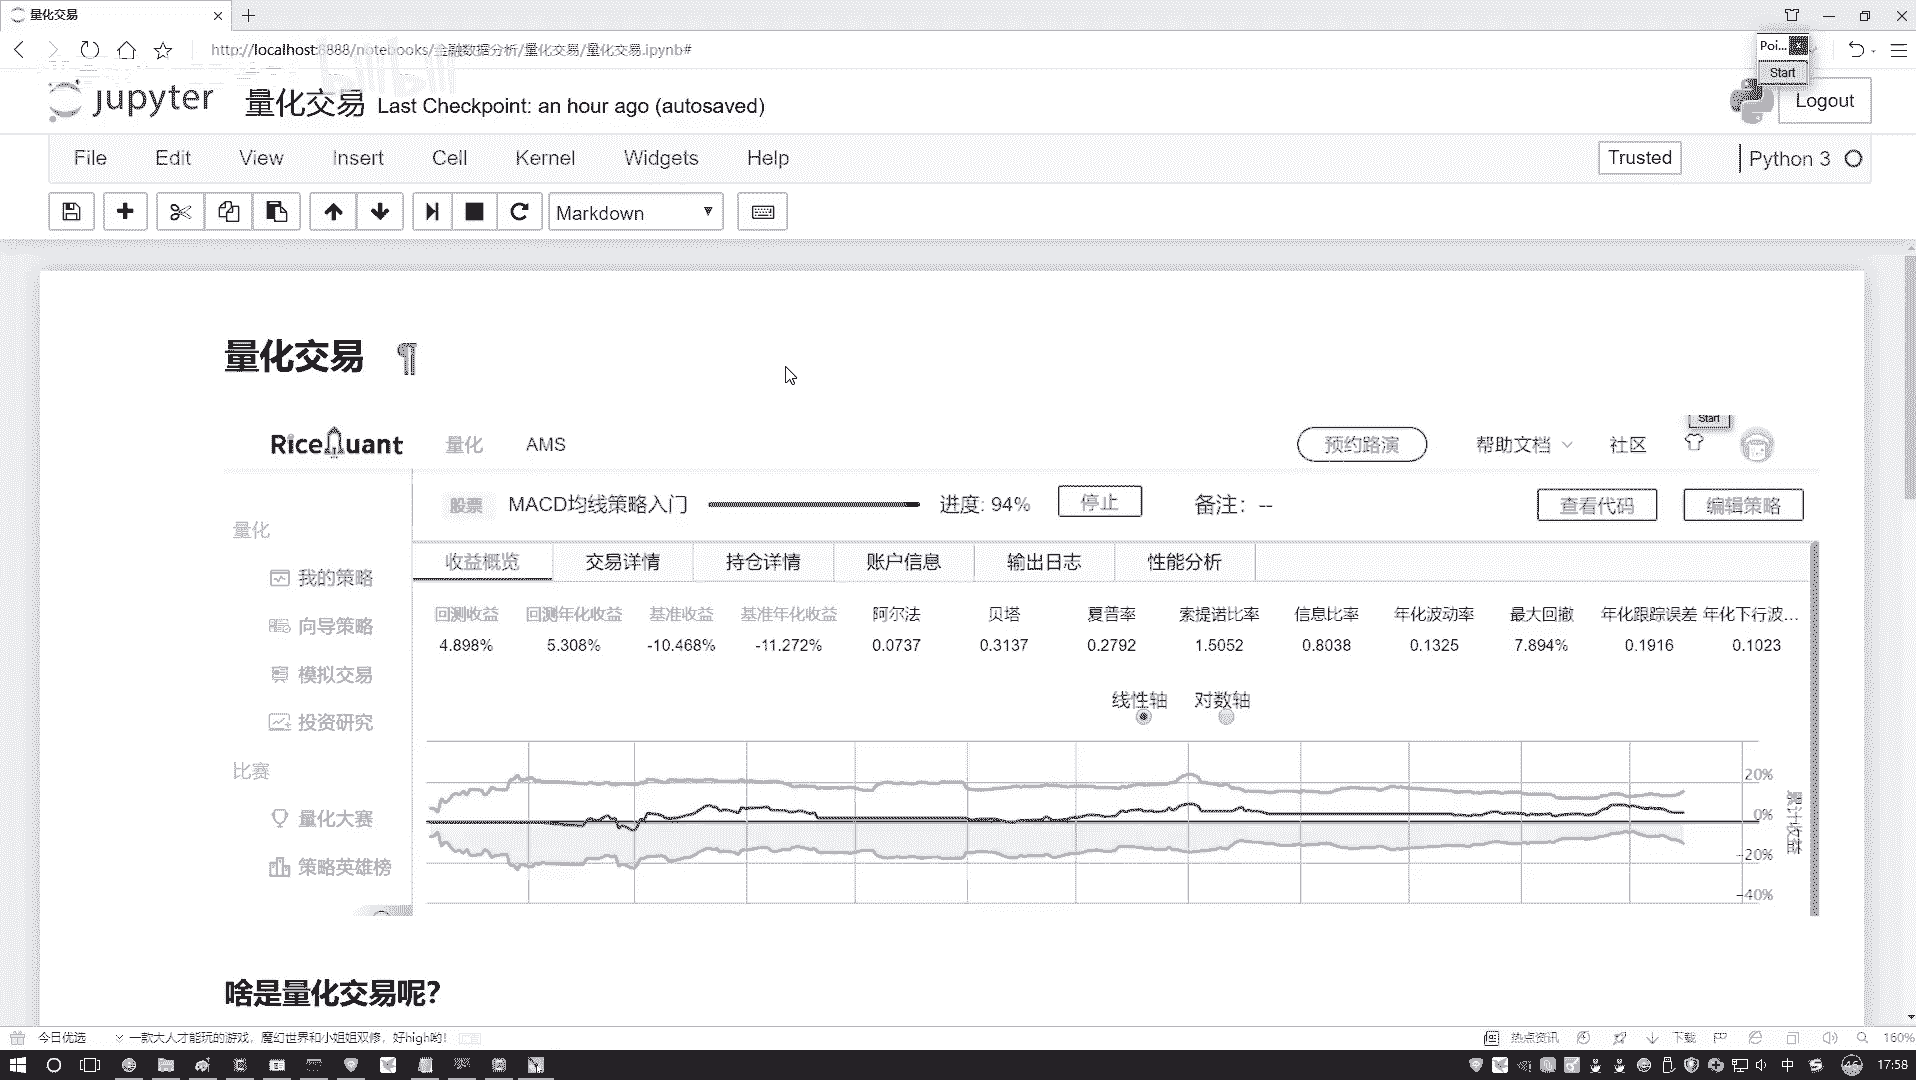 量化交易
http://localhost:8888/notebooks/金融数据分析/量化交易/量化交易.ipynb#
Poi...
Start
jupyter 量化交易 Last Checkpoint: an hour ago (autosaved)
Logout
File Edit View Insert Cell Kernel Widgets Help
Trusted Python 3
Markdown
量化交易 ¶
Start
RiceQuant 量化 AMS 预约路演 帮助文档 社区
股票 MACD均线策略入门 进度: 94% 停止 备注: -- 查看代码 编辑策略
量化
我的策略
向导策略
模拟交易
投资研究
比赛
量化大赛
策略英雄榜
收益概览 交易详情 持仓详情 账户信息 输出日志 性能分析
回测收益 回测年化收益 基准收益 基准年化收益 阿尔法 贝塔 夏普率 索提诺比率 信息比率 年化波动率 最大回撤 年化跟踪误差 年化下行波...
4.898% 5.308% -10.468% -11.272% 0.0737 0.3137 0.2792 1.5052 0.8038 0.1325 7.894% 0.1916 0.1023
线性轴 对数轴
20%
0%
-20%
-40%
累计收益
啥是量化交易呢?
今日优选 一款大人才能玩的游戏，魔幻世界和小姐姐双修，好high哟!
热点资讯 下载 160%
中 17:58